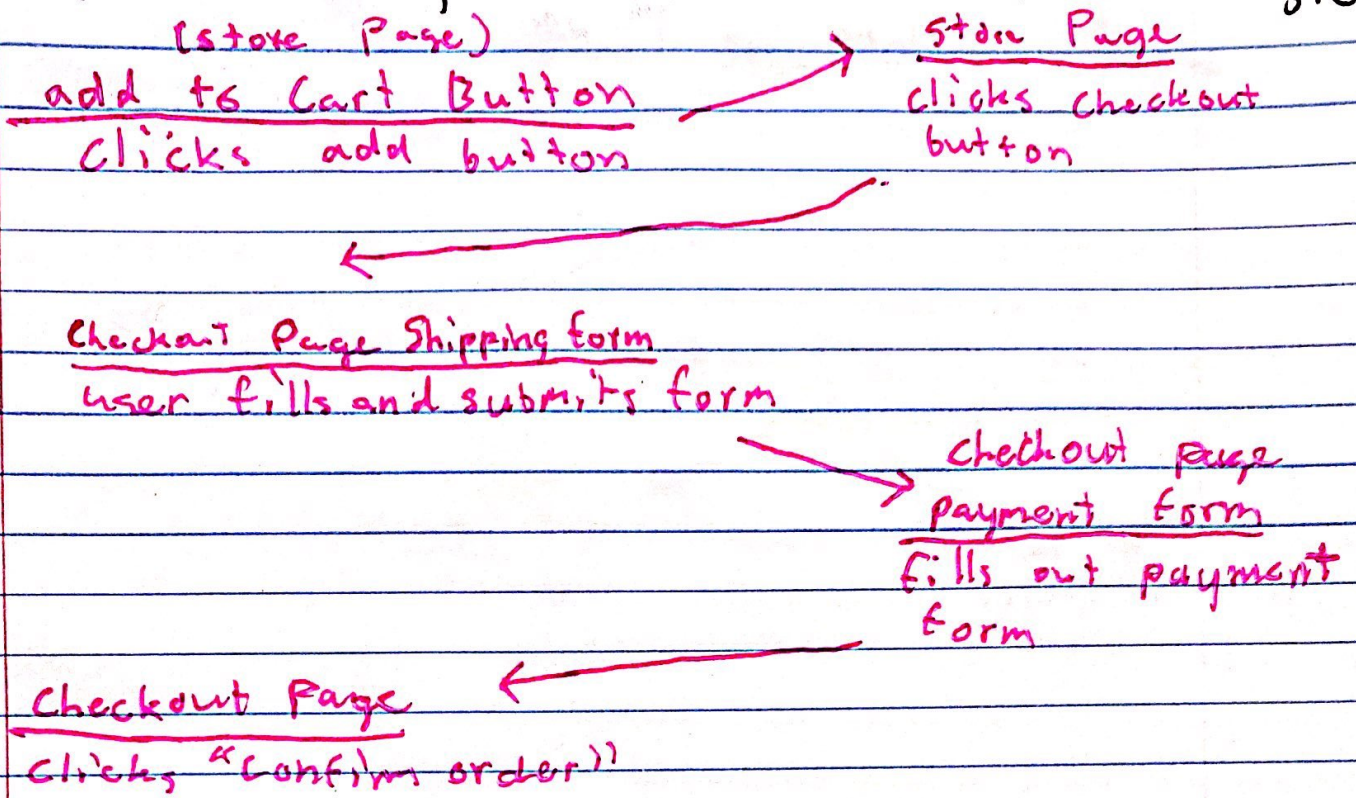 (store Page)
add to Cart Button
Clicks add button
store Page
clicks checkout
button
Checkout Page Shipping form
user fills and submits form
checkout page
payment form
fills out payment
form
Checkout Page
Clicks "Confirm order"